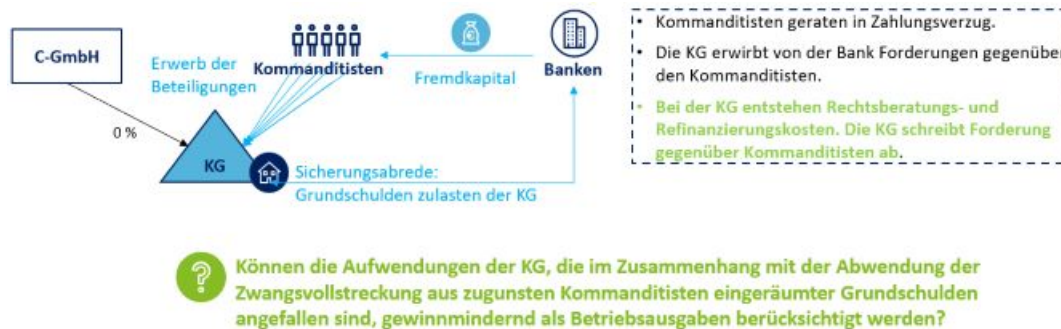 C-GmbH
0 %
Erwerb der
Beteiligungen
Kommanditisten
€
Fremdkapital
Banken
KG
Sicherungsabrede:
Grundschulden zulasten der KG
• Kommanditisten geraten in Zahlungsverzug.
• Die KG erwirbt von der Bank Forderungen gegenüber
den Kommanditisten.
• Bei der KG entstehen Rechtsberatungs- und
Refinanzierungskosten. Die KG schreibt Forderung
gegenüber Kommanditisten ab.
?
Können die Aufwendungen der KG, die im Zusammenhang mit der Abwendung der
Zwangsvollstreckung aus zugunsten Kommanditisten eingeräumter Grundschulden
angefallen sind, gewinnmindernd als Betriebsausgaben berücksichtigt werden?